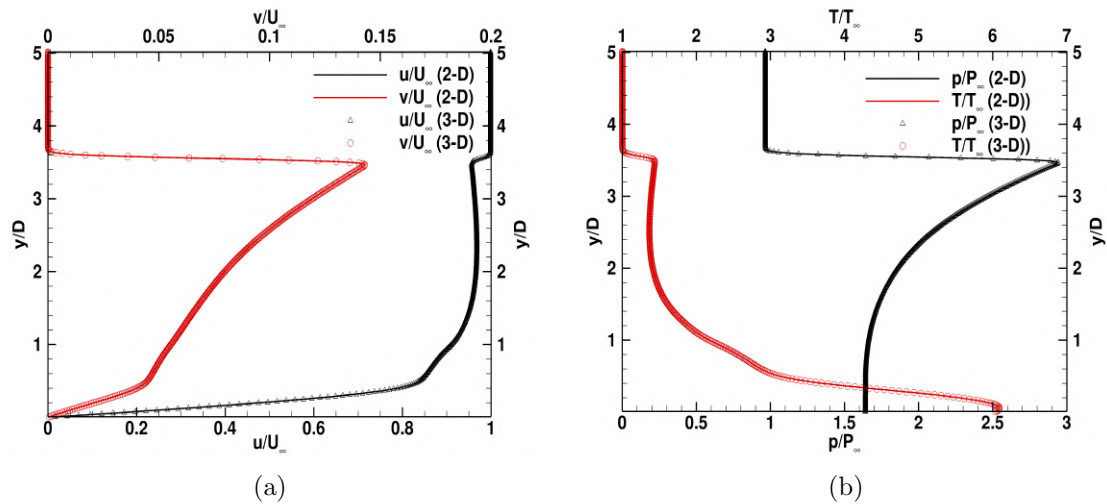 v/U∞
0 0.05 0.1 0.15 0.2
5 5
4 4
3 3
2 2
1 1
0
y/D
y/D
u/U∞ (2-D)
v/U∞ (2-D)
u/U∞ (3-D)
v/U∞ (3-D)
0 0.2 0.4 0.6 0.8 1
u/U∞
(a)
T/T∞
1 2 3 4 5 6 7
5 5
4 4
3 3
2 2
1 1
0
y/D
y/D
p/P∞ (2-D)
T/T∞ (2-D))
p/P∞ (3-D)
T/T∞ (3-D))
0 0.5 1 1.5 2 2.5 3
p/P∞
(b)